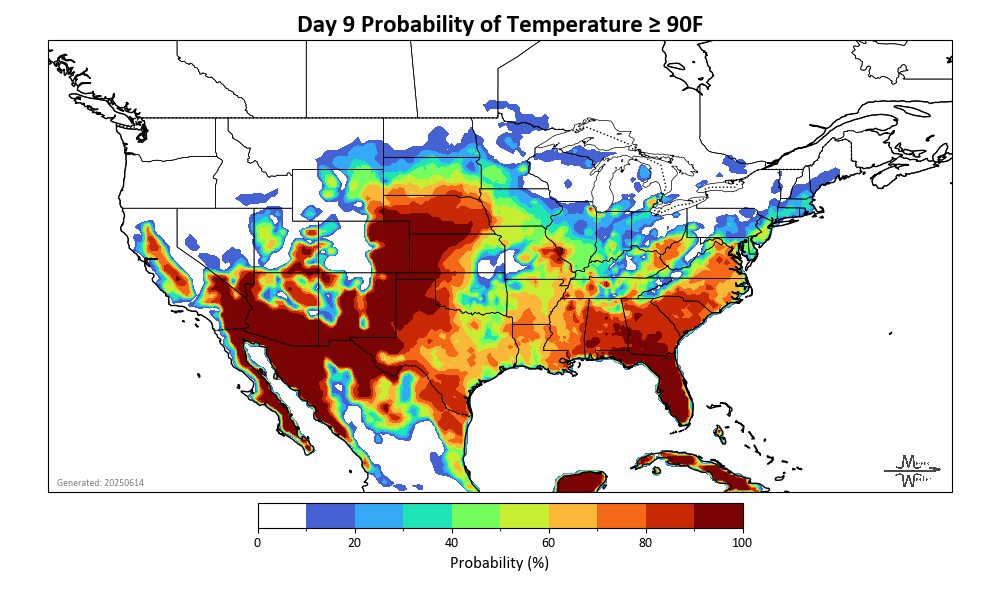 Day 9 Probability of Temperature ≥ 90F
Generated: 20250614
0 20 40 60 80 100
Probability (%)